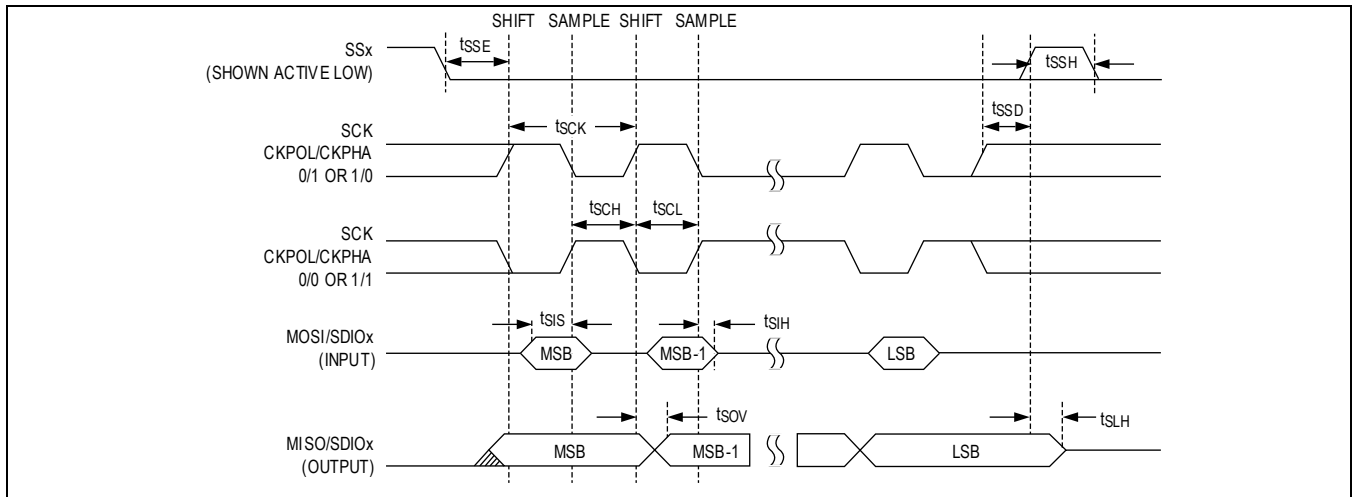 SHIFT SAMPLE SHIFT SAMPLE
SSx
(SHOWN ACTIVE LOW)
tSSE
tSSH
tSSD
SCK
CKPOL/CKPHA
0/1 OR 1/0
tSCK
tSCH
tSCL
SCK
CKPOL/CKPHA
0/0 OR 1/1
tSIS
tSIH
MOSI/SDIOx
(INPUT)
MSB
MSB-1
LSB
tSOV
tSLH
MISO/SDIOx
(OUTPUT)
MSB
MSB-1
LSB